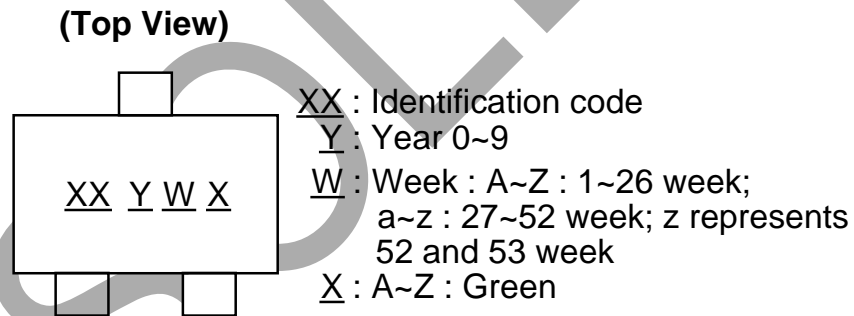 (Top View)
XX Y W X
XX : Identification code
Y : Year 0~9
W : Week : A~Z : 1~26 week;
a~z : 27~52 week; z represents
52 and 53 week
X : A~Z : Green